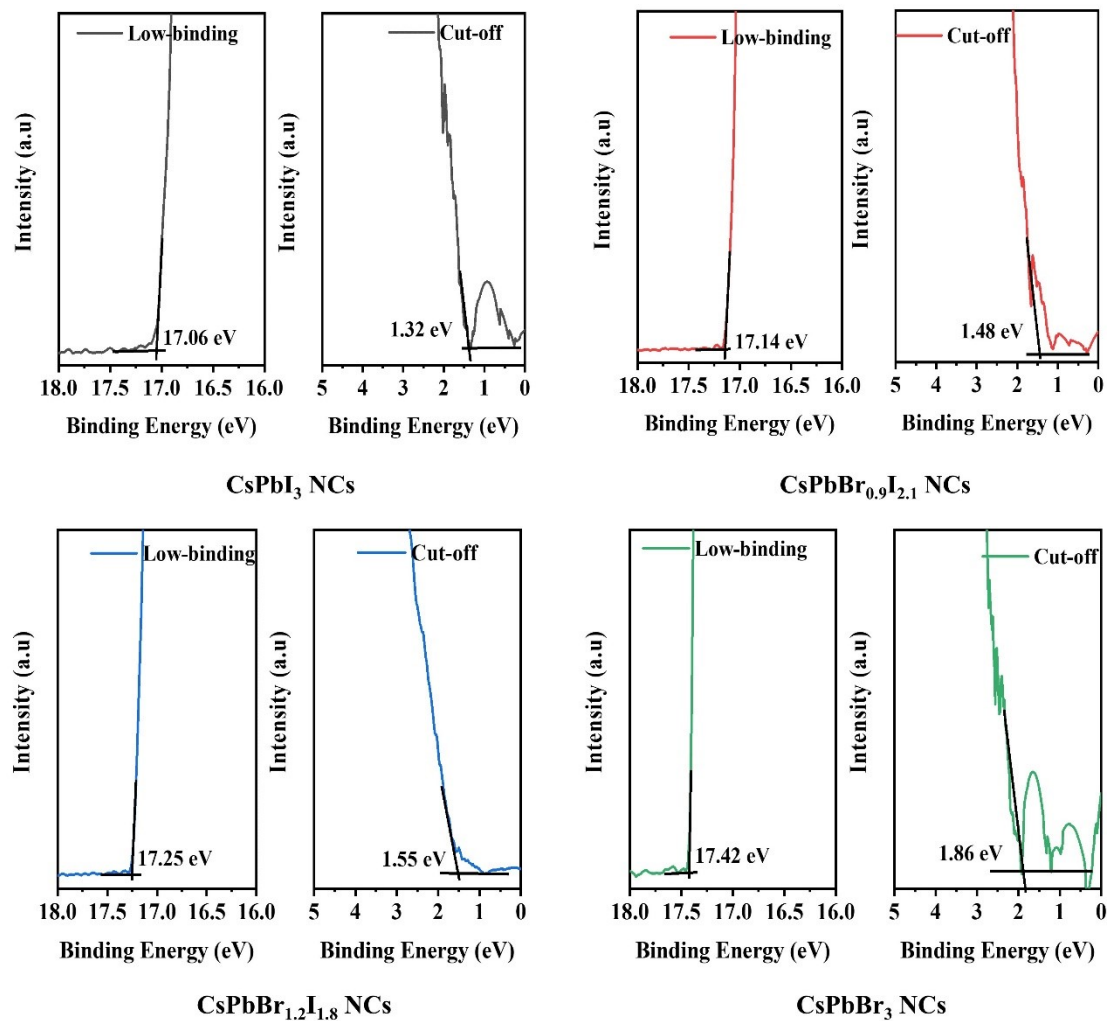 Low-binding
Cut-off
Intensity (a.u)
Intensity (a.u)
17.06 eV
1.32 eV
18.0 17.5 17.0 16.5 16.0
5 4 3 2 1 0
Binding Energy (eV)
Binding Energy (eV)
CsPbI₃ NCs
Low-binding
Cut-off
Intensity (a.u)
Intensity (a.u)
17.14 eV
1.48 eV
18.0 17.5 17.0 16.5 16.0
5 4 3 2 1 0
Binding Energy (eV)
Binding Energy (eV)
CsPbBr₀.₉I₂.₁ NCs
Low-binding
Cut-off
Intensity (a.u)
Intensity (a.u)
17.25 eV
1.55 eV
18.0 17.5 17.0 16.5 16.0
5 4 3 2 1 0
Binding Energy (eV)
Binding Energy (eV)
CsPbBr₁.₂I₁.₈ NCs
Low-binding
Cut-off
Intensity (a.u)
Intensity (a.u)
17.42 eV
1.86 eV
18.0 17.5 17.0 16.5 16.0
5 4 3 2 1 0
Binding Energy (eV)
Binding Energy (eV)
CsPbBr₃ NCs